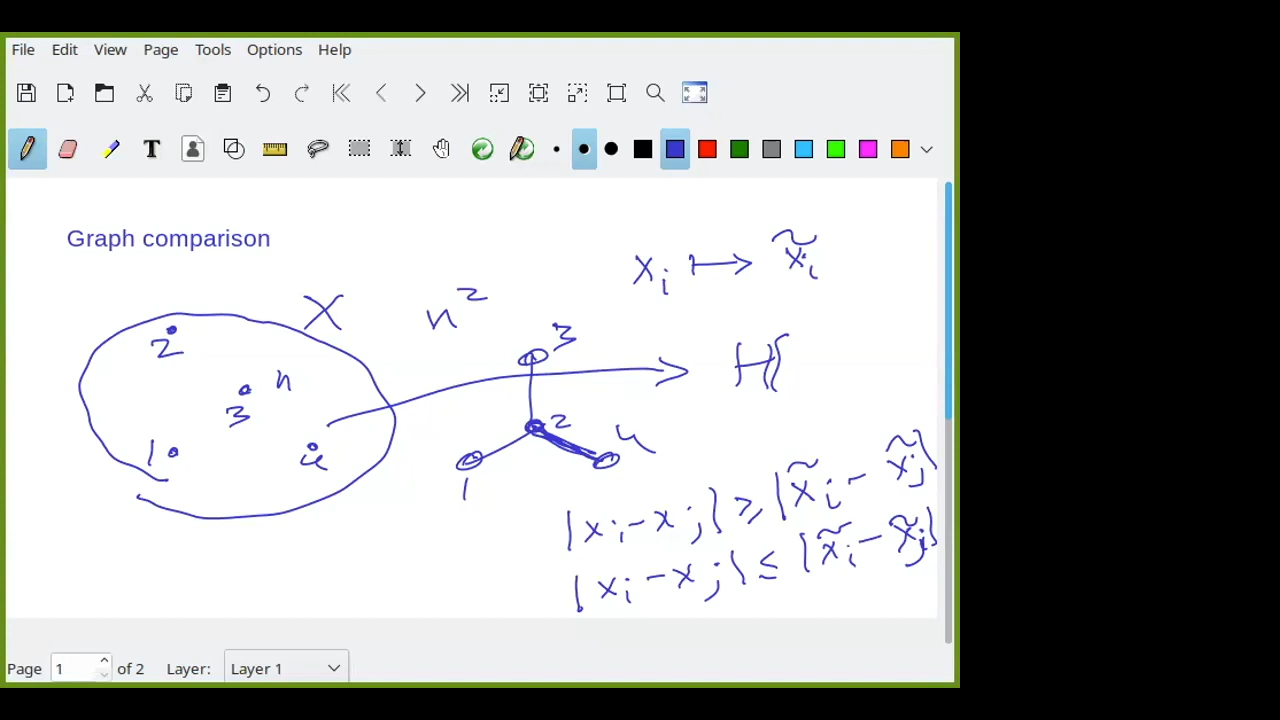 File Edit View Page Tools Options Help
T
Graph comparison
x_i ↦ x̃_i
X
n²
2
n
3
1
4
3
2
4
1
|x_i - x_j| ≥ |x̃_i - x̃_j|
|x_i - x_j| ≤ |x̃_i - x̃_j|
Page 1 of 2 Layer: Layer 1